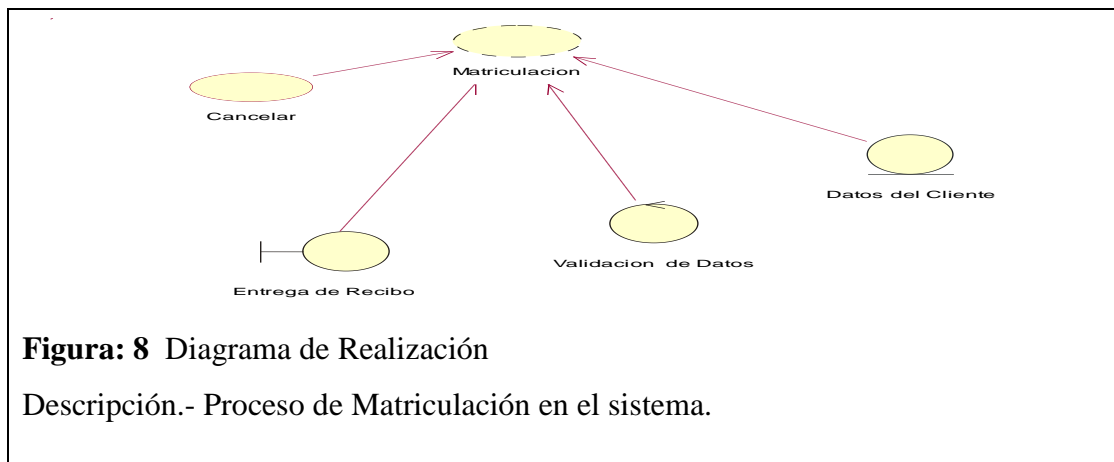 Matriculacion
Cancelar
Datos del Cliente
Validacion de Datos
Entrega de Recibo
Figura: 8 Diagrama de Realización
Descripción.- Proceso de Matriculación en el sistema.